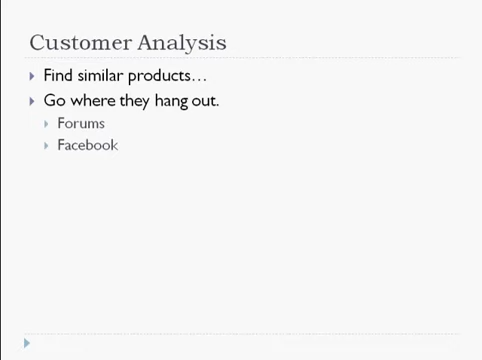 Customer Analysis
Find similar products...
Go where they hang out.
Forums
Facebook